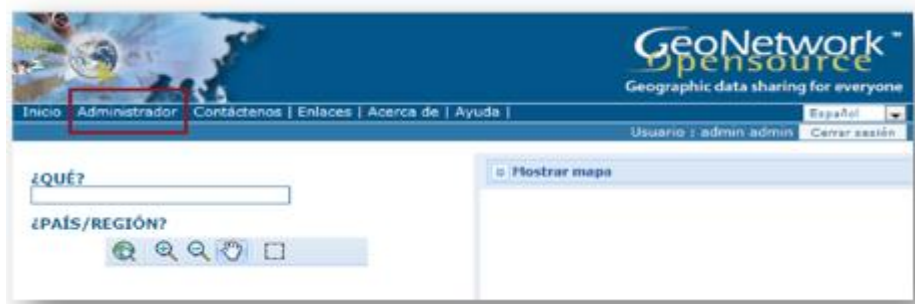 GeoNetwork™
Opensource
Geographic data sharing for everyone
Inicio | Administrador | Contáctenos | Enlaces | Acerca de | Ayuda |
Español
Usuario : admin admin
Cerrar sesión
¿QUÉ?
Mostrar mapa
¿PAÍS/REGIÓN?